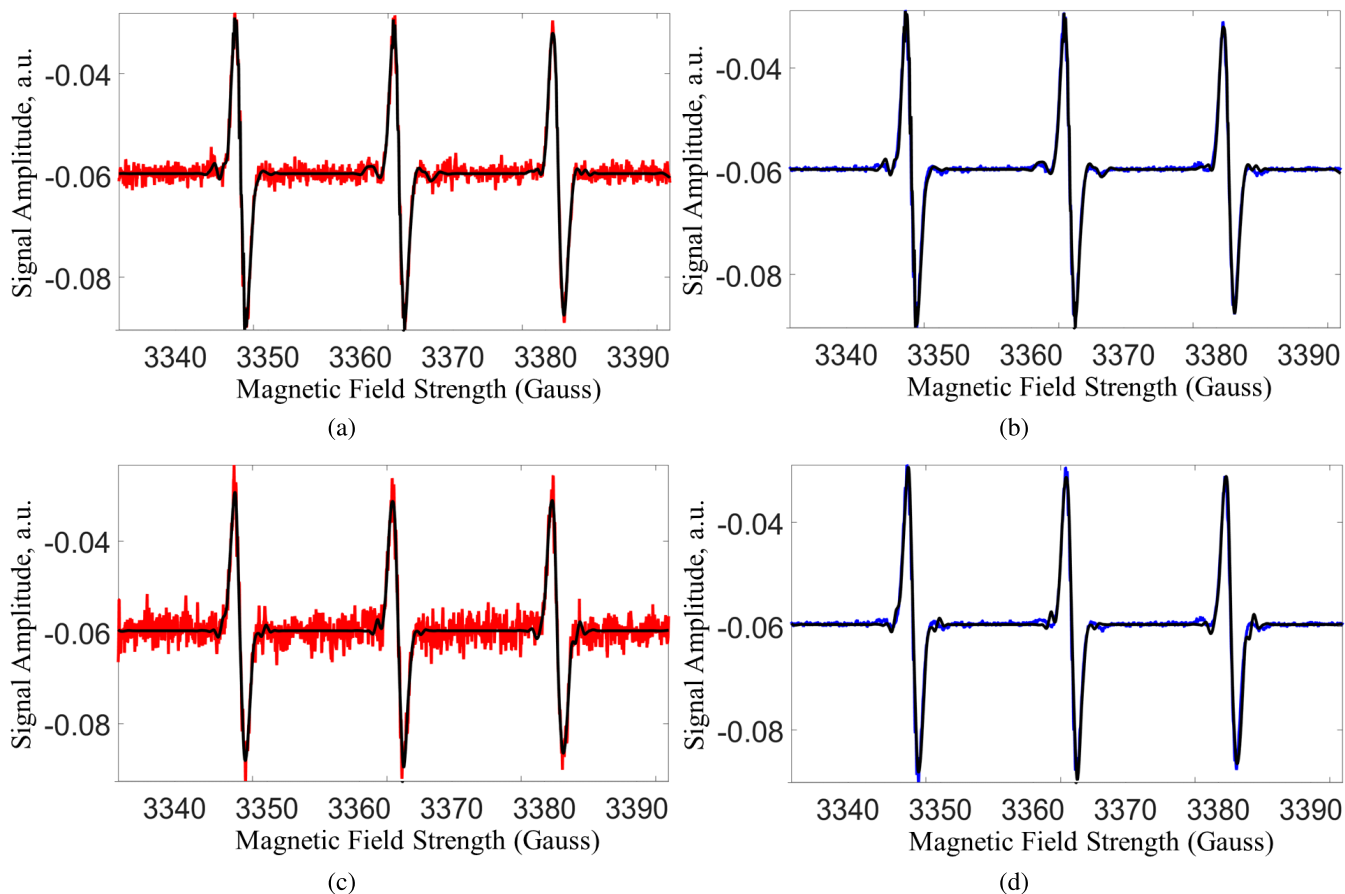 -0.04
-0.06
-0.08
Signal Amplitude, a.u.
3340 3350 3360 3370 3380 3390
Magnetic Field Strength (Gauss)
(a)
-0.04
-0.06
-0.08
Signal Amplitude, a.u.
3340 3350 3360 3370 3380 3390
Magnetic Field Strength (Gauss)
(b)
-0.04
-0.06
-0.08
Signal Amplitude, a.u.
3340 3350 3360 3370 3380 3390
Magnetic Field Strength (Gauss)
(c)
-0.04
-0.06
-0.08
Signal Amplitude, a.u.
3340 3350 3360 3370 3380 3390
Magnetic Field Strength (Gauss)
(d)